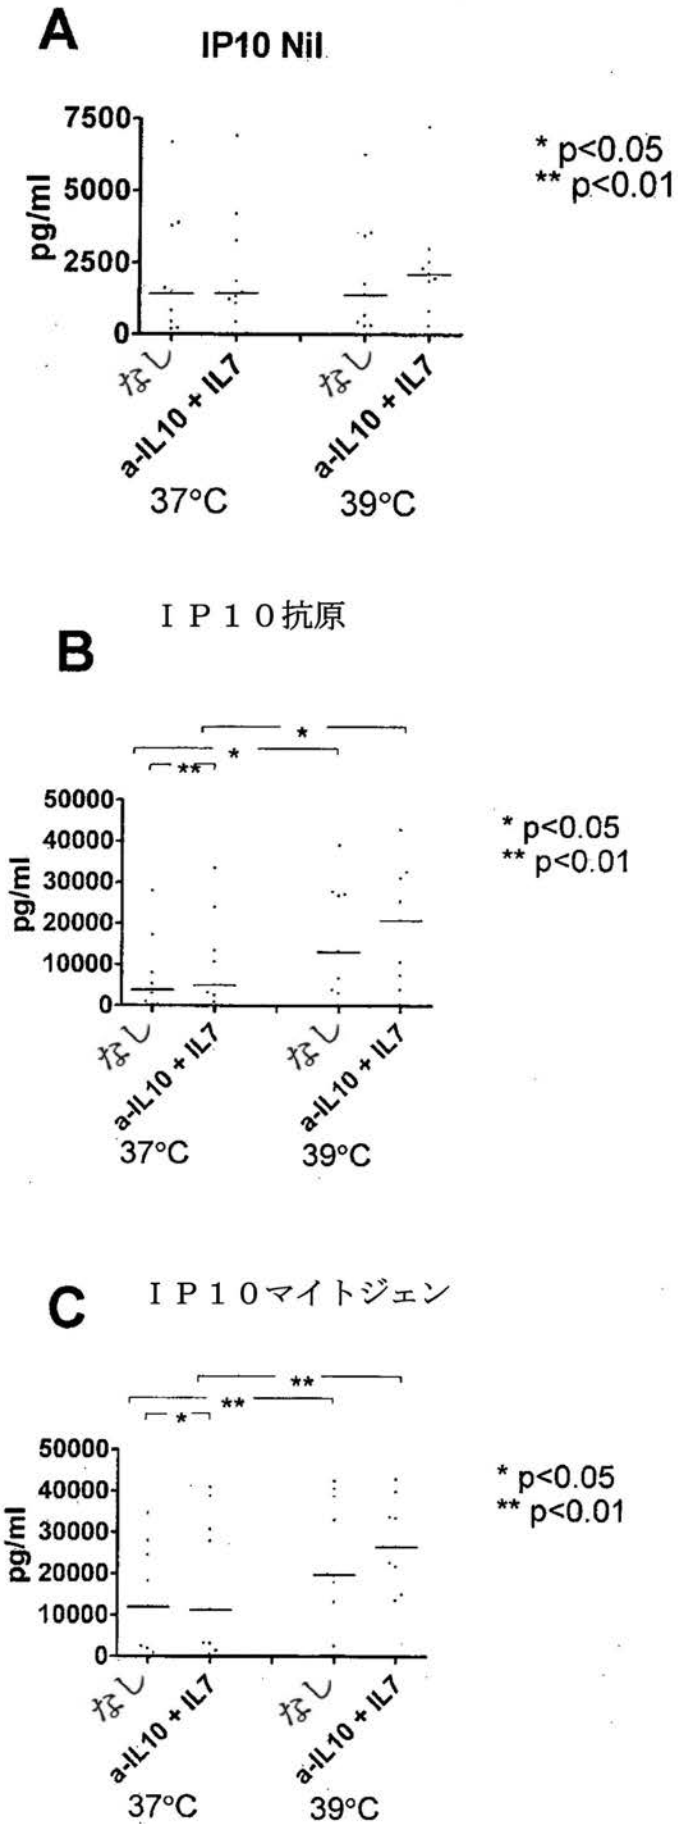 A
IP10 Nil
7500
5000
2500
0
pg/ml
* p<0.05
** p<0.01
なし
a-IL10 + IL7
なし
a-IL10 + IL7
37°C
39°C
B
ＩＰ１０抗原
*
*
**
50000
40000
30000
20000
10000
0
pg/ml
* p<0.05
** p<0.01
なし
a-IL10 + IL7
なし
a-IL10 + IL7
37°C
39°C
C
ＩＰ１０マイトジェン
**
**
*
50000
40000
30000
20000
10000
0
pg/ml
* p<0.05
** p<0.01
なし
a-IL10 + IL7
なし
a-IL10 + IL7
37°C
39°C